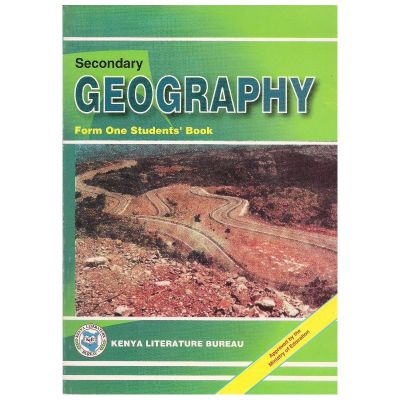 Secondary
GEOGRAPHY
Form One Students' Book
KENYA LITERATURE BUREAU
Approved by the
Ministry of Education